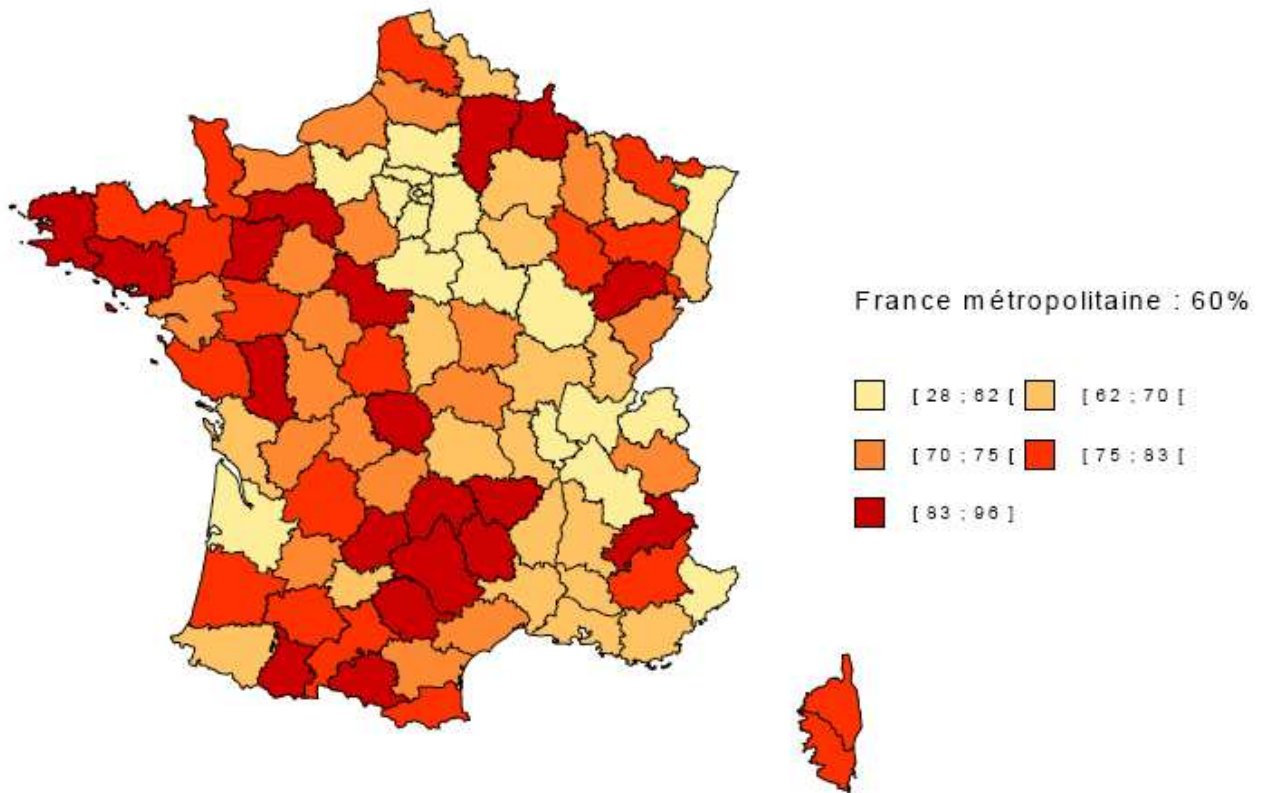 France métropolitaine : 60%
[ 28 ; 62 [ [ 62 ; 70 [
[ 70 ; 75 [ [ 75 ; 83 [
[ 83 ; 96 ]